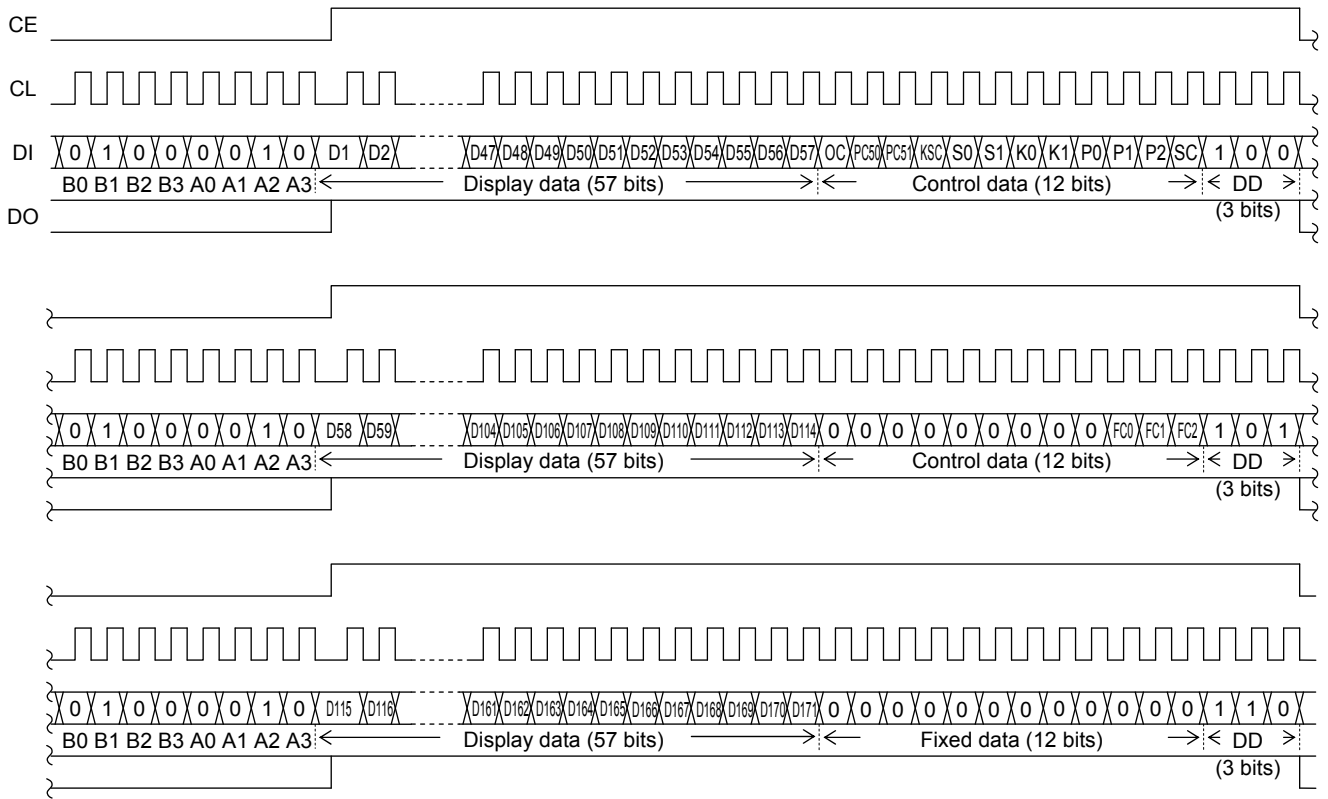 CE
CL
DI 0 1 0 0 0 0 1 0 D1 D2 D47 D48 D49 D50 D51 D52 D53 D54 D55 D56 D57 OC PC50 PC51 KSC S0 S1 K0 K1 P0 P1 P2 SC 1 0 0
B0 B1 B2 B3 A0 A1 A2 A3 Display data (57 bits) Control data (12 bits) DD
(3 bits)
DO
0 1 0 0 0 0 1 0 D58 D59 D104 D105 D106 D107 D108 D109 D110 D111 D112 D113 D114 0 0 0 0 0 0 0 0 0 FC0 FC1 FC2 1 0 1
B0 B1 B2 B3 A0 A1 A2 A3 Display data (57 bits) Control data (12 bits) DD
(3 bits)
0 1 0 0 0 0 1 0 D115 D116 D161 D162 D163 D164 D165 D166 D167 D168 D169 D170 D171 0 0 0 0 0 0 0 0 0 0 0 0 1 1 0
B0 B1 B2 B3 A0 A1 A2 A3 Display data (57 bits) Fixed data (12 bits) DD
(3 bits)